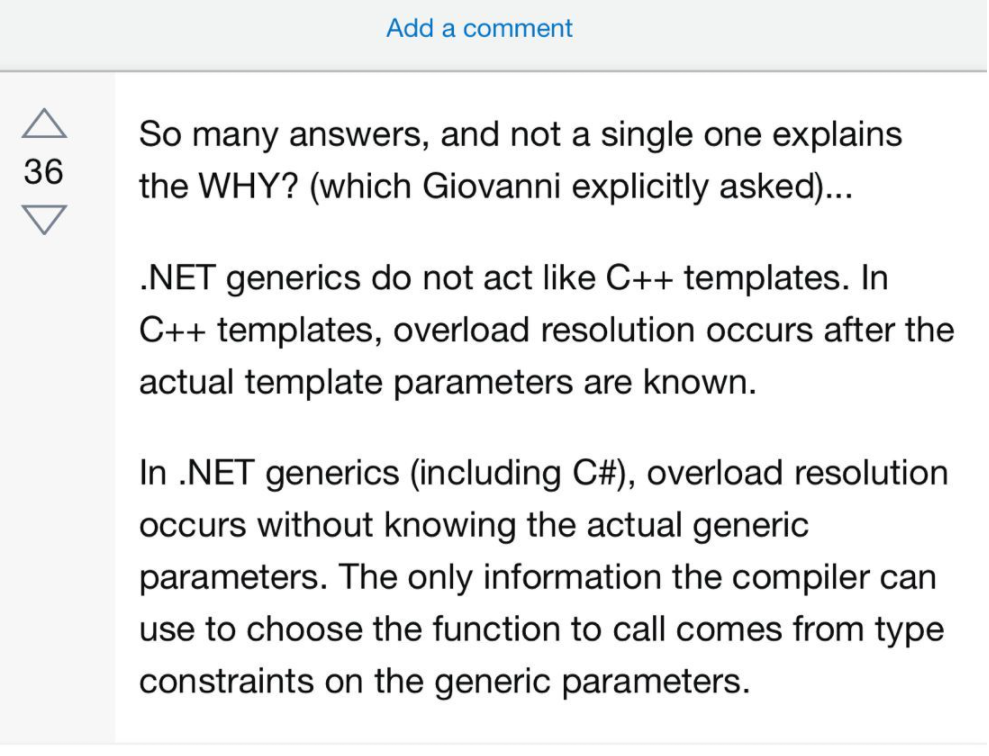 Add a comment
So many answers, and not a single one explains
36
the WHY? (which Giovanni explicitly asked)...
.NET generics do not act like C++ templates. In
C++ templates, overload resolution occurs after the
actual template parameters are known.
In .NET generics (including C#), overload resolution
occurs without knowing the actual generic
parameters. The only information the compiler can
use to choose the function to call comes from type
constraints on the generic parameters.